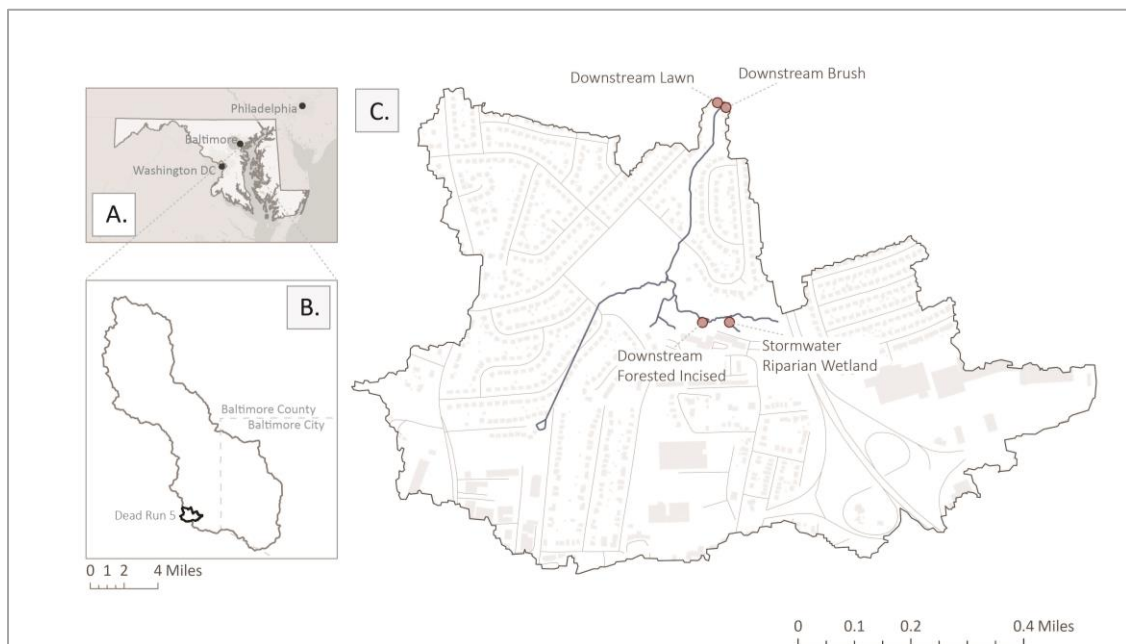 A.
Philadelphia
Baltimore
Washington DC
B.
Baltimore County
Baltimore City
Dead Run 5
0 1 2 4 Miles
C.
Downstream Lawn
Downstream Brush
Downstream
Forested Incised
Stormwater
Riparian Wetland
0 0.1 0.2 0.4 Miles